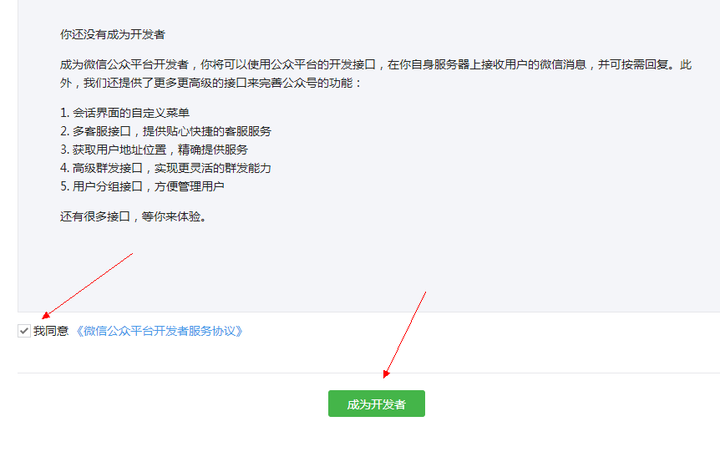 你还没有成为开发者
成为微信公众平台开发者，你将可以使用公众平台的开发接口，在你自身服务器上接收用户的微信消息，并可按需回复。此
外，我们还提供了更多更高级的接口来完善公众号的功能：
1. 会话界面的自定义菜单
2. 多客服接口，提供贴心快捷的客服服务
3. 获取用户地址位置，精确提供服务
4. 高级群发接口，实现更灵活的群发能力
5. 用户分组接口，方便管理用户
还有很多接口，等你来体验。
我同意 《微信公众平台开发者服务协议》
成为开发者